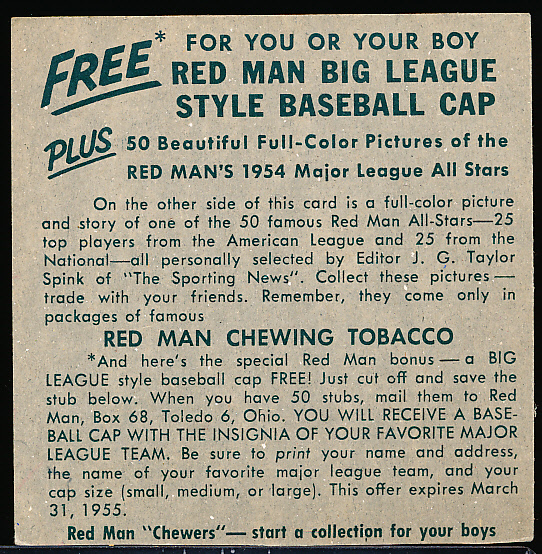 FREE* FOR YOU OR YOUR BOY
RED MAN BIG LEAGUE
STYLE BASEBALL CAP
PLUS 50 Beautiful Full-Color Pictures of the
RED MAN'S 1954 Major League All Stars
On the other side of this card is a full-color picture
and story of one of the 50 famous Red Man All-Stars—25
top players from the American League and 25 from the
National—all personally selected by Editor J. G. Taylor
Spink of "The Sporting News". Collect these pictures—
trade with your friends. Remember, they come only in
packages of famous
RED MAN CHEWING TOBACCO
*And here's the special Red Man bonus—a BIG
LEAGUE style baseball cap FREE! Just cut off and save the
stub below. When you have 50 stubs, mail them to Red
Man, Box 68, Toledo 6, Ohio. YOU WILL RECEIVE A BASE-
BALL CAP WITH THE INSIGNIA OF YOUR FAVORITE MAJOR
LEAGUE TEAM. Be sure to print your name and address,
the name of your favorite major league team, and your
cap size (small, medium, or large). This offer expires March
31, 1955.
Red Man "Chewers"—start a collection for your boys